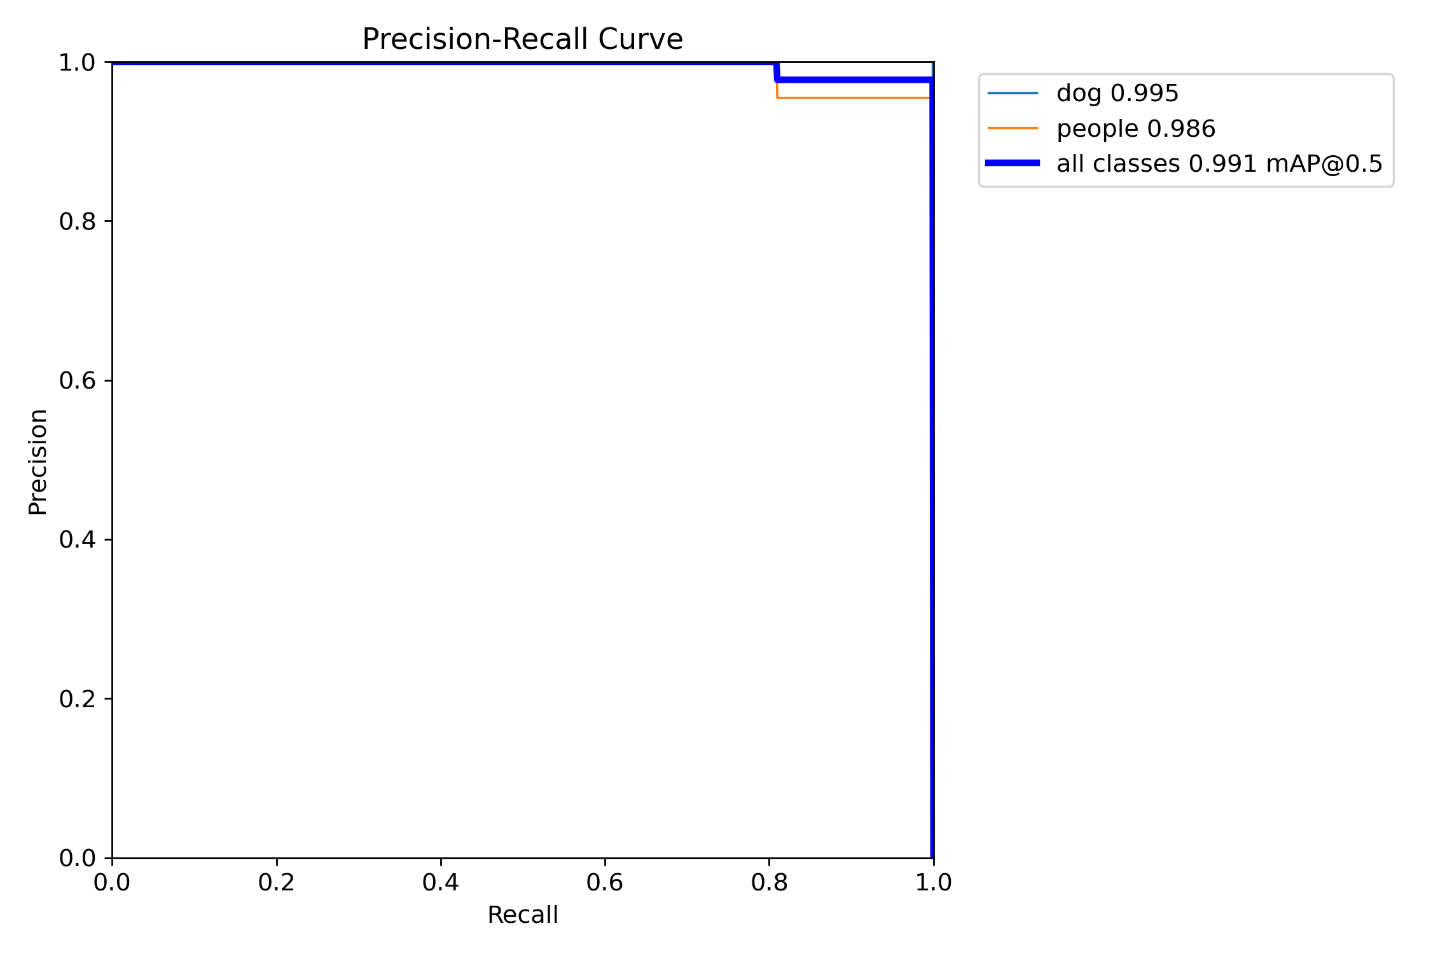 Precision-Recall Curve
dog 0.995
people 0.986
all classes 0.991 mAP@0.5
1.0
0.8
0.6
0.4
0.2
0.0
Precision
0.0 0.2 0.4 0.6 0.8 1.0
Recall